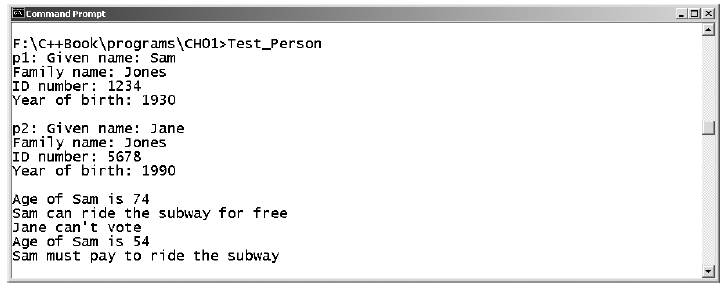 Command Prompt
F:\C++Book\programs\CH01>Test_Person
p1: Given name: Sam
Family name: Jones
ID number: 1234
Year of birth: 1930
p2: Given name: Jane
Family name: Jones
ID number: 5678
Year of birth: 1990
Age of Sam is 74
Sam can ride the subway for free
Jane can't vote
Age of Sam is 54
Sam must pay to ride the subway